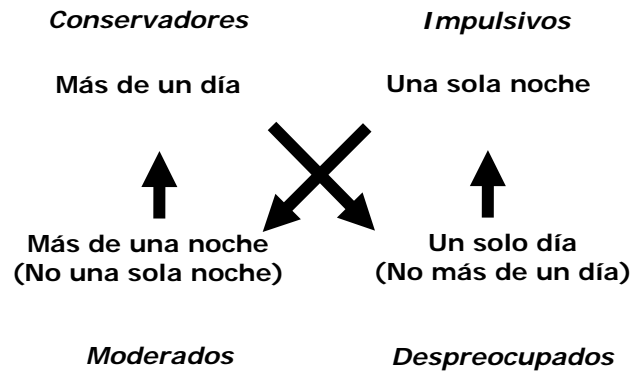 Conservadores
Impulsivos
Más de un día
Una sola noche
Más de una noche
(No una sola noche)
Un solo día
(No más de un día)
Moderados
Despreocupados